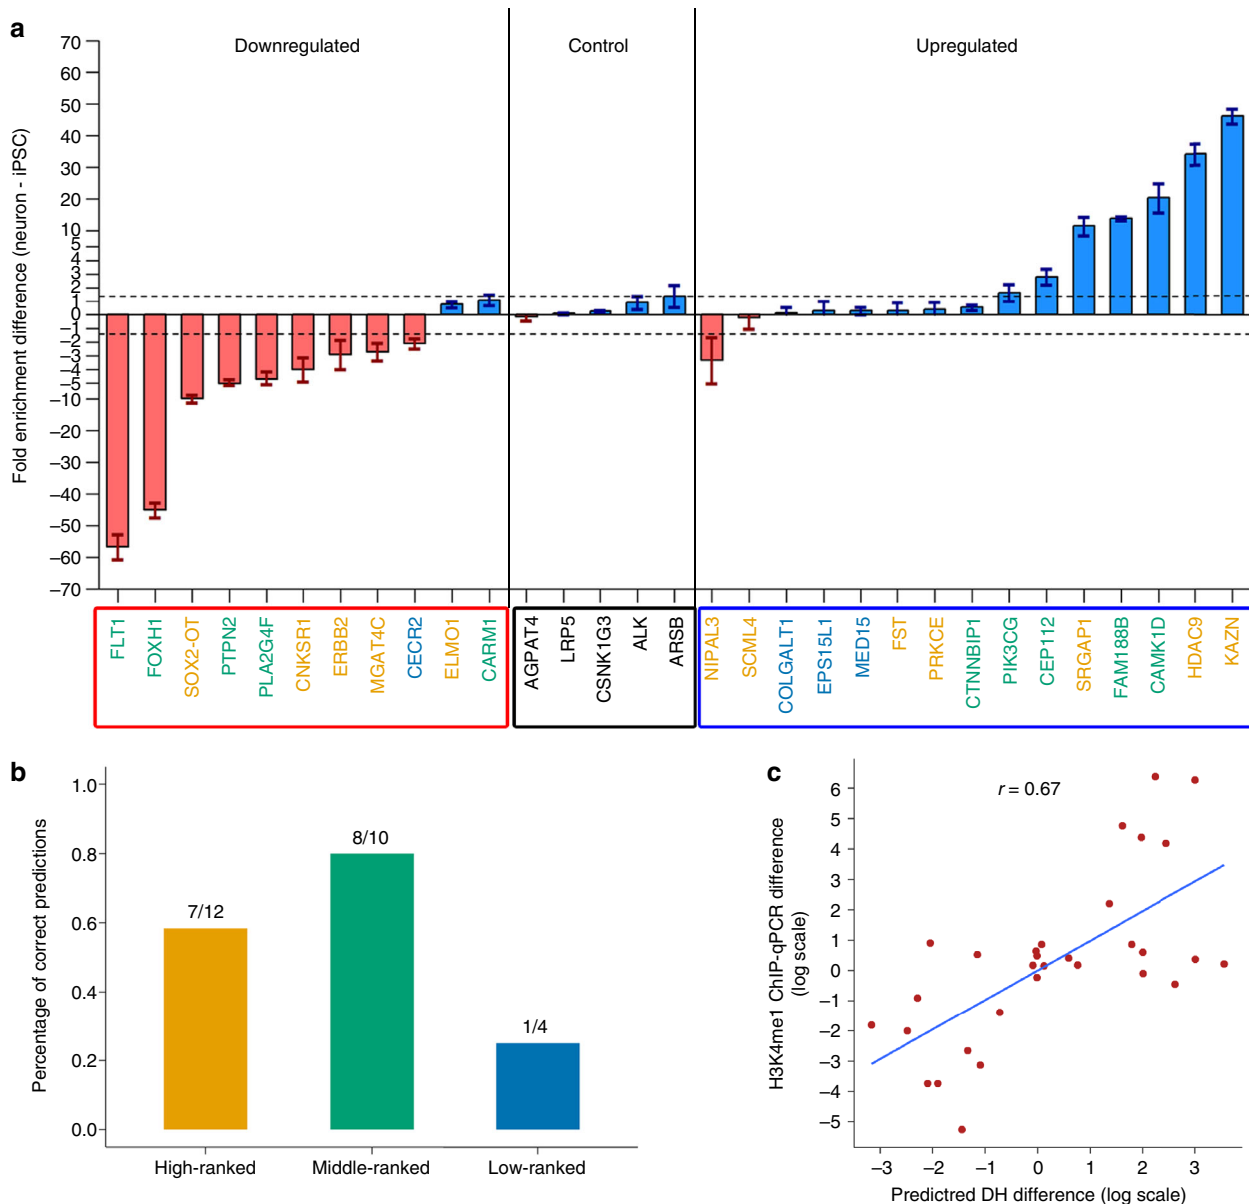 a
Downregulated
Control
Upregulated
Fold enrichment difference (neuron - iPSC)
70
60
50
40
30
20
10
5
4
3
2
1
0
–1
–2
–3
–4
–5
–10
–20
–30
–40
–50
–60
–70
FLT1
FOXH1
SOX2-OT
PTPN2
PLA2G4F
CNKSR1
ERBB2
MGAT4C
CECR2
ELMO1
CARM1
AGPAT4
LRP5
CSNK1G3
ALK
ARSB
NIPAL3
SCML4
COLGALT1
EPS15L1
MED15
FST
PRKCE
CTNNBIP1
PIK3CG
CEP112
SRGAP1
FAM188B
CAMK1D
HDAC9
KAZN
b
Percentage of correct predictions
1.0
0.8
0.6
0.4
0.2
0.0
7/12
8/10
1/4
High-ranked
Middle-ranked
Low-ranked
c
r = 0.67
H3K4me1 ChIP-qPCR difference
(log scale)
6
5
4
3
2
1
0
–1
–2
–3
–4
–5
–3
–2
–1
0
1
2
3
Predictred DH difference (log scale)